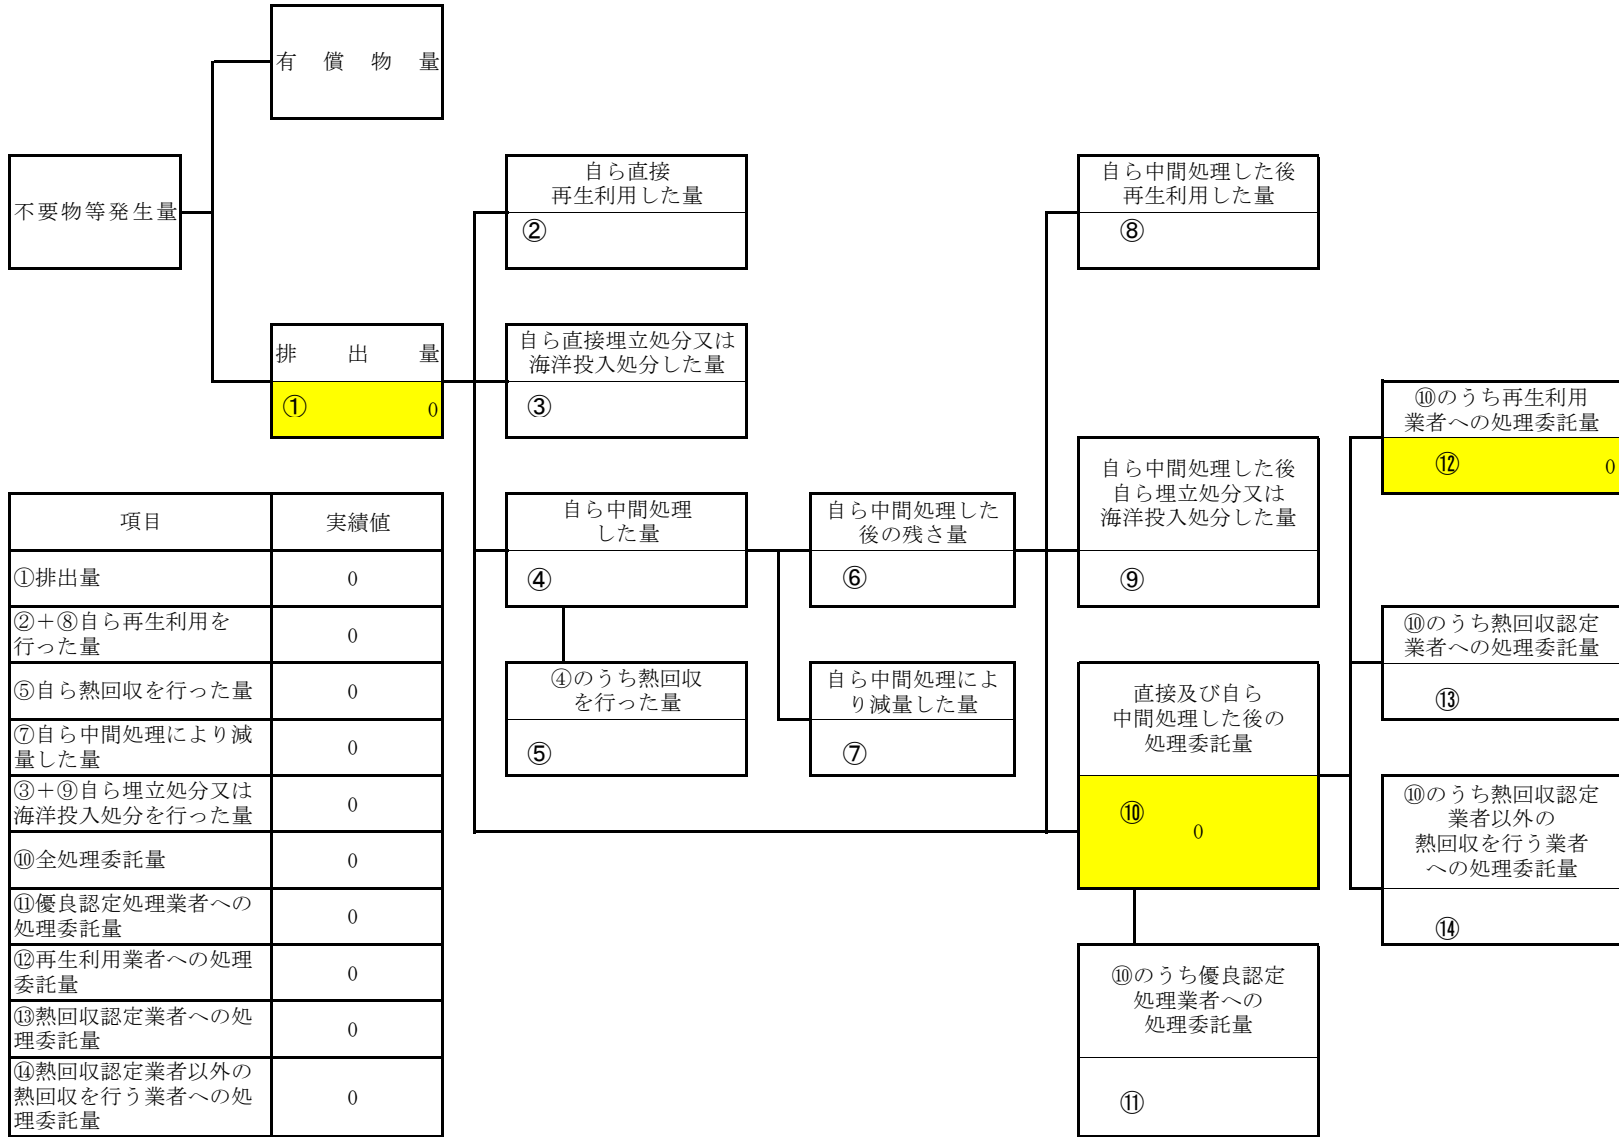 有償物量
不要物等発生量
排出量
① 0
自ら直接
再生利用した量
②
自ら直接埋立処分又は
海洋投入処分した量
③
自ら中間処理
した量
④
④のうち熱回収
を行った量
⑤
自ら中間処理した
後の残さ量
⑥
自ら中間処理によ
り減量した量
⑦
自ら中間処理した後
再生利用した量
⑧
自ら中間処理した後
自ら埋立処分又は
海洋投入処分した量
⑨
直接及び自ら
中間処理した後の
処理委託量
⑩
0
⑩のうち優良認定
処理業者への
処理委託量
⑪
⑩のうち再生利用
業者への処理委託量
⑫ 0
⑩のうち熱回収認定
業者への処理委託量
⑬
⑩のうち熱回収認定
業者以外の
熱回収を行う業者
への処理委託量
⑭
項目 実績値
①排出量 0
②+⑧自ら再生利用を
行った量 0
⑤自ら熱回収を行った量 0
⑦自ら中間処理により減
量した量 0
③+⑨自ら埋立処分又は
海洋投入処分を行った量 0
⑩全処理委託量 0
⑪優良認定処理業者への
処理委託量 0
⑫再生利用業者への処理
委託量 0
⑬熱回収認定業者への処
理委託量 0
⑭熱回収認定業者以外の
熱回収を行う業者への処 0
理委託量